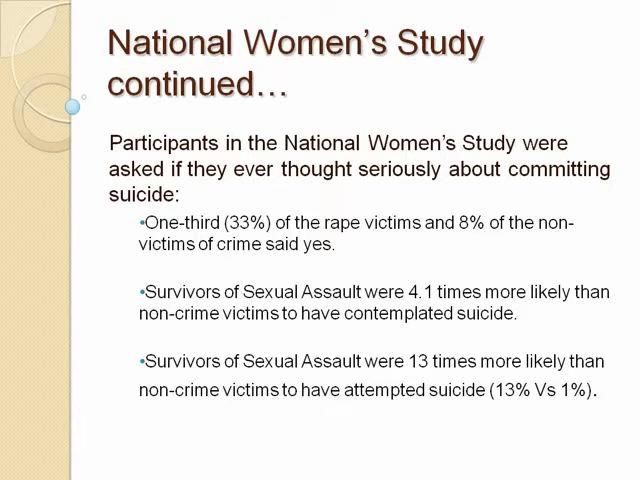 National Women's Study
continued…
Participants in the National Women's Study were
asked if they ever thought seriously about committing
suicide:
•One-third (33%) of the rape victims and 8% of the non-
victims of crime said yes.
•Survivors of Sexual Assault were 4.1 times more likely than
non-crime victims to have contemplated suicide.
•Survivors of Sexual Assault were 13 times more likely than
non-crime victims to have attempted suicide (13% Vs 1%).